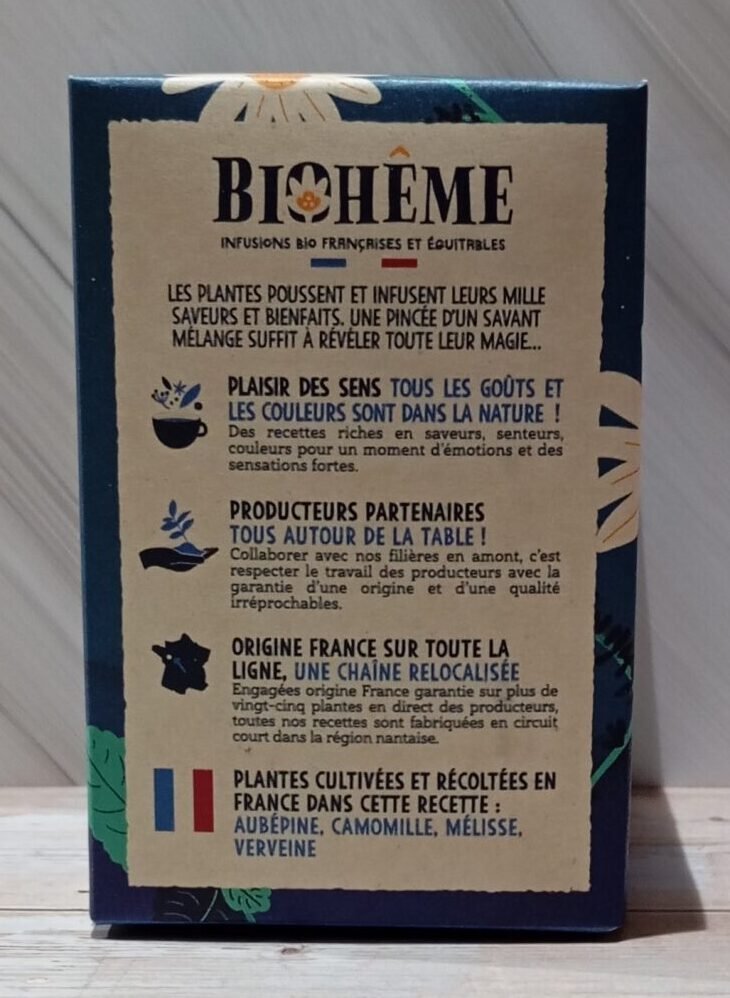 BIOHÊME
INFUSIONS BIO FRANÇAISES ET ÉQUITABLES
LES PLANTES POUSSENT ET INFUSENT LEURS MILLE
SAVEURS ET BIENFAITS. UNE PINCÉE D'UN SAVANT
MÉLANGE SUFFIT À RÉVÉLER TOUTE LEUR MAGIE...
PLAISIR DES SENS TOUS LES GOÛTS ET
LES COULEURS SONT DANS LA NATURE !
Des recettes riches en saveurs, senteurs,
couleurs pour un moment d'émotions et des
sensations fortes.
PRODUCTEURS PARTENAIRES
TOUS AUTOUR DE LA TABLE !
Collaborer avec nos filières en amont, c'est
respecter le travail des producteurs avec la
garantie d'une origine et d'une qualité
irréprochables.
ORIGINE FRANCE SUR TOUTE LA
LIGNE, UNE CHAÎNE RELOCALISÉE
Engagées origine France garantie sur plus de
vingt-cinq plantes en direct des producteurs,
toutes nos recettes sont fabriquées en circuit
court dans la région nantaise.
PLANTES CULTIVÉES ET RÉCOLTÉES EN
FRANCE DANS CETTE RECETTE :
AUBÉPINE, CAMOMILLE, MÉLISSE,
VERVEINE